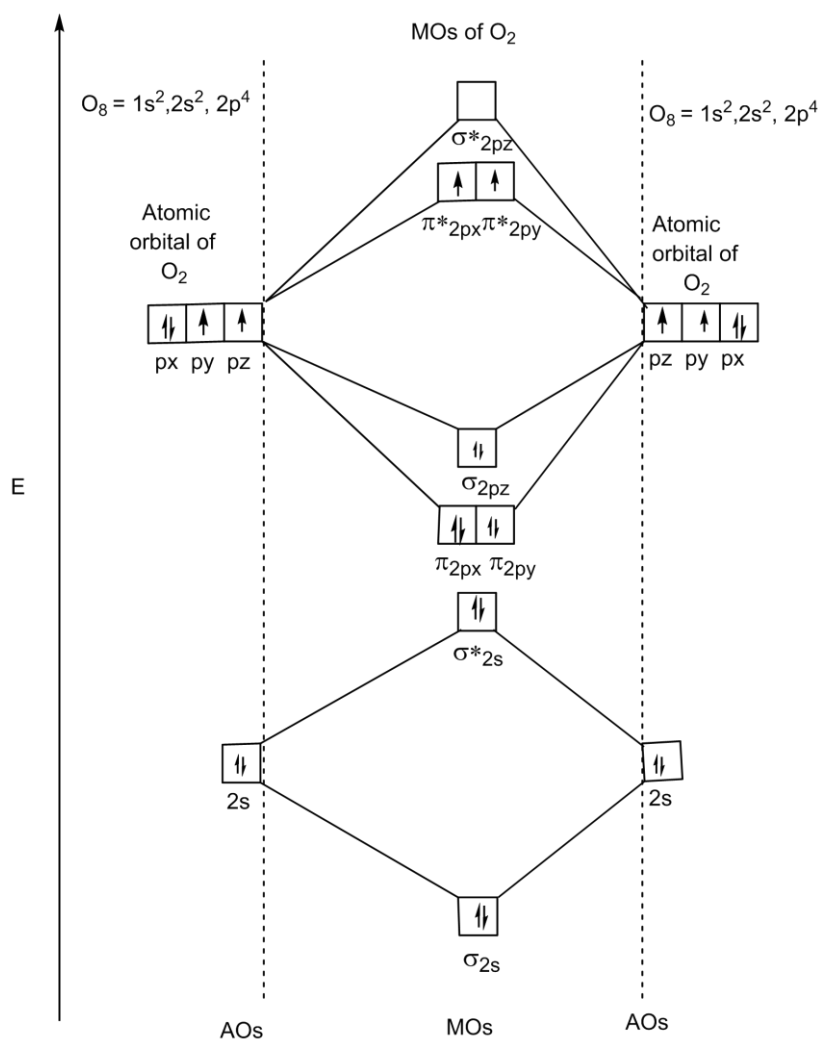 MOs of O₂
O₈ = 1s²,2s², 2p⁴
O₈ = 1s²,2s², 2p⁴
σ*2pz
π*2px π*2py
Atomic
orbital of
O₂
Atomic
orbital of
O₂
px py pz
pz py px
σ2pz
E
π2px π2py
σ*2s
2s
2s
σ2s
AOs
MOs
AOs